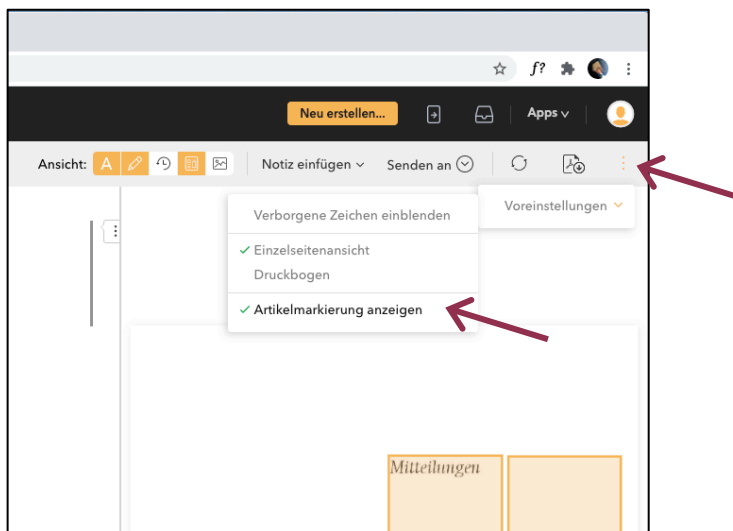 f?
Neu erstellen...
Apps
Ansicht: A
Notiz einfügen
Senden an
Voreinstellungen
Verborgene Zeichen einblenden
Einzelseitenansicht
Druckbogen
Artikelmarkierung anzeigen
Mitteilungen